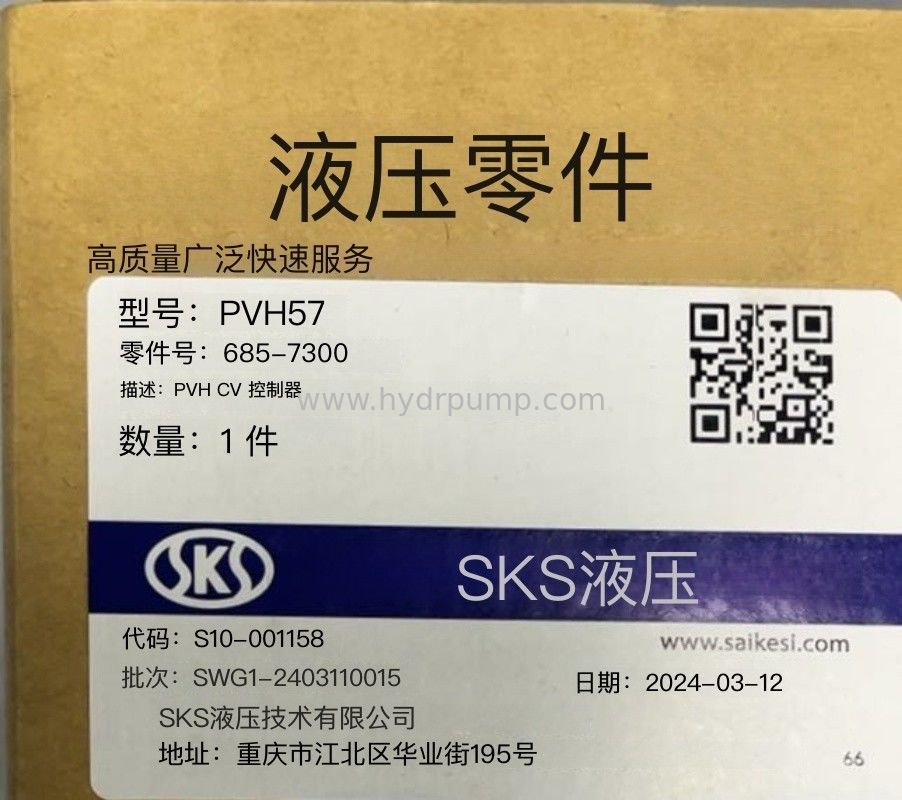 液压零件
高质量广泛快速服务
型号：PVH57
零件号：685-7300
描述：PVH CV 控制器
www.hydrpump.com
数量：1 件
SKS
SKS液压
代码：S10-001158
www.saikesi.com
批次：SWG1-2403110015
日期：2024-03-12
SKS液压技术有限公司
地址：重庆市江北区华业街195号
66